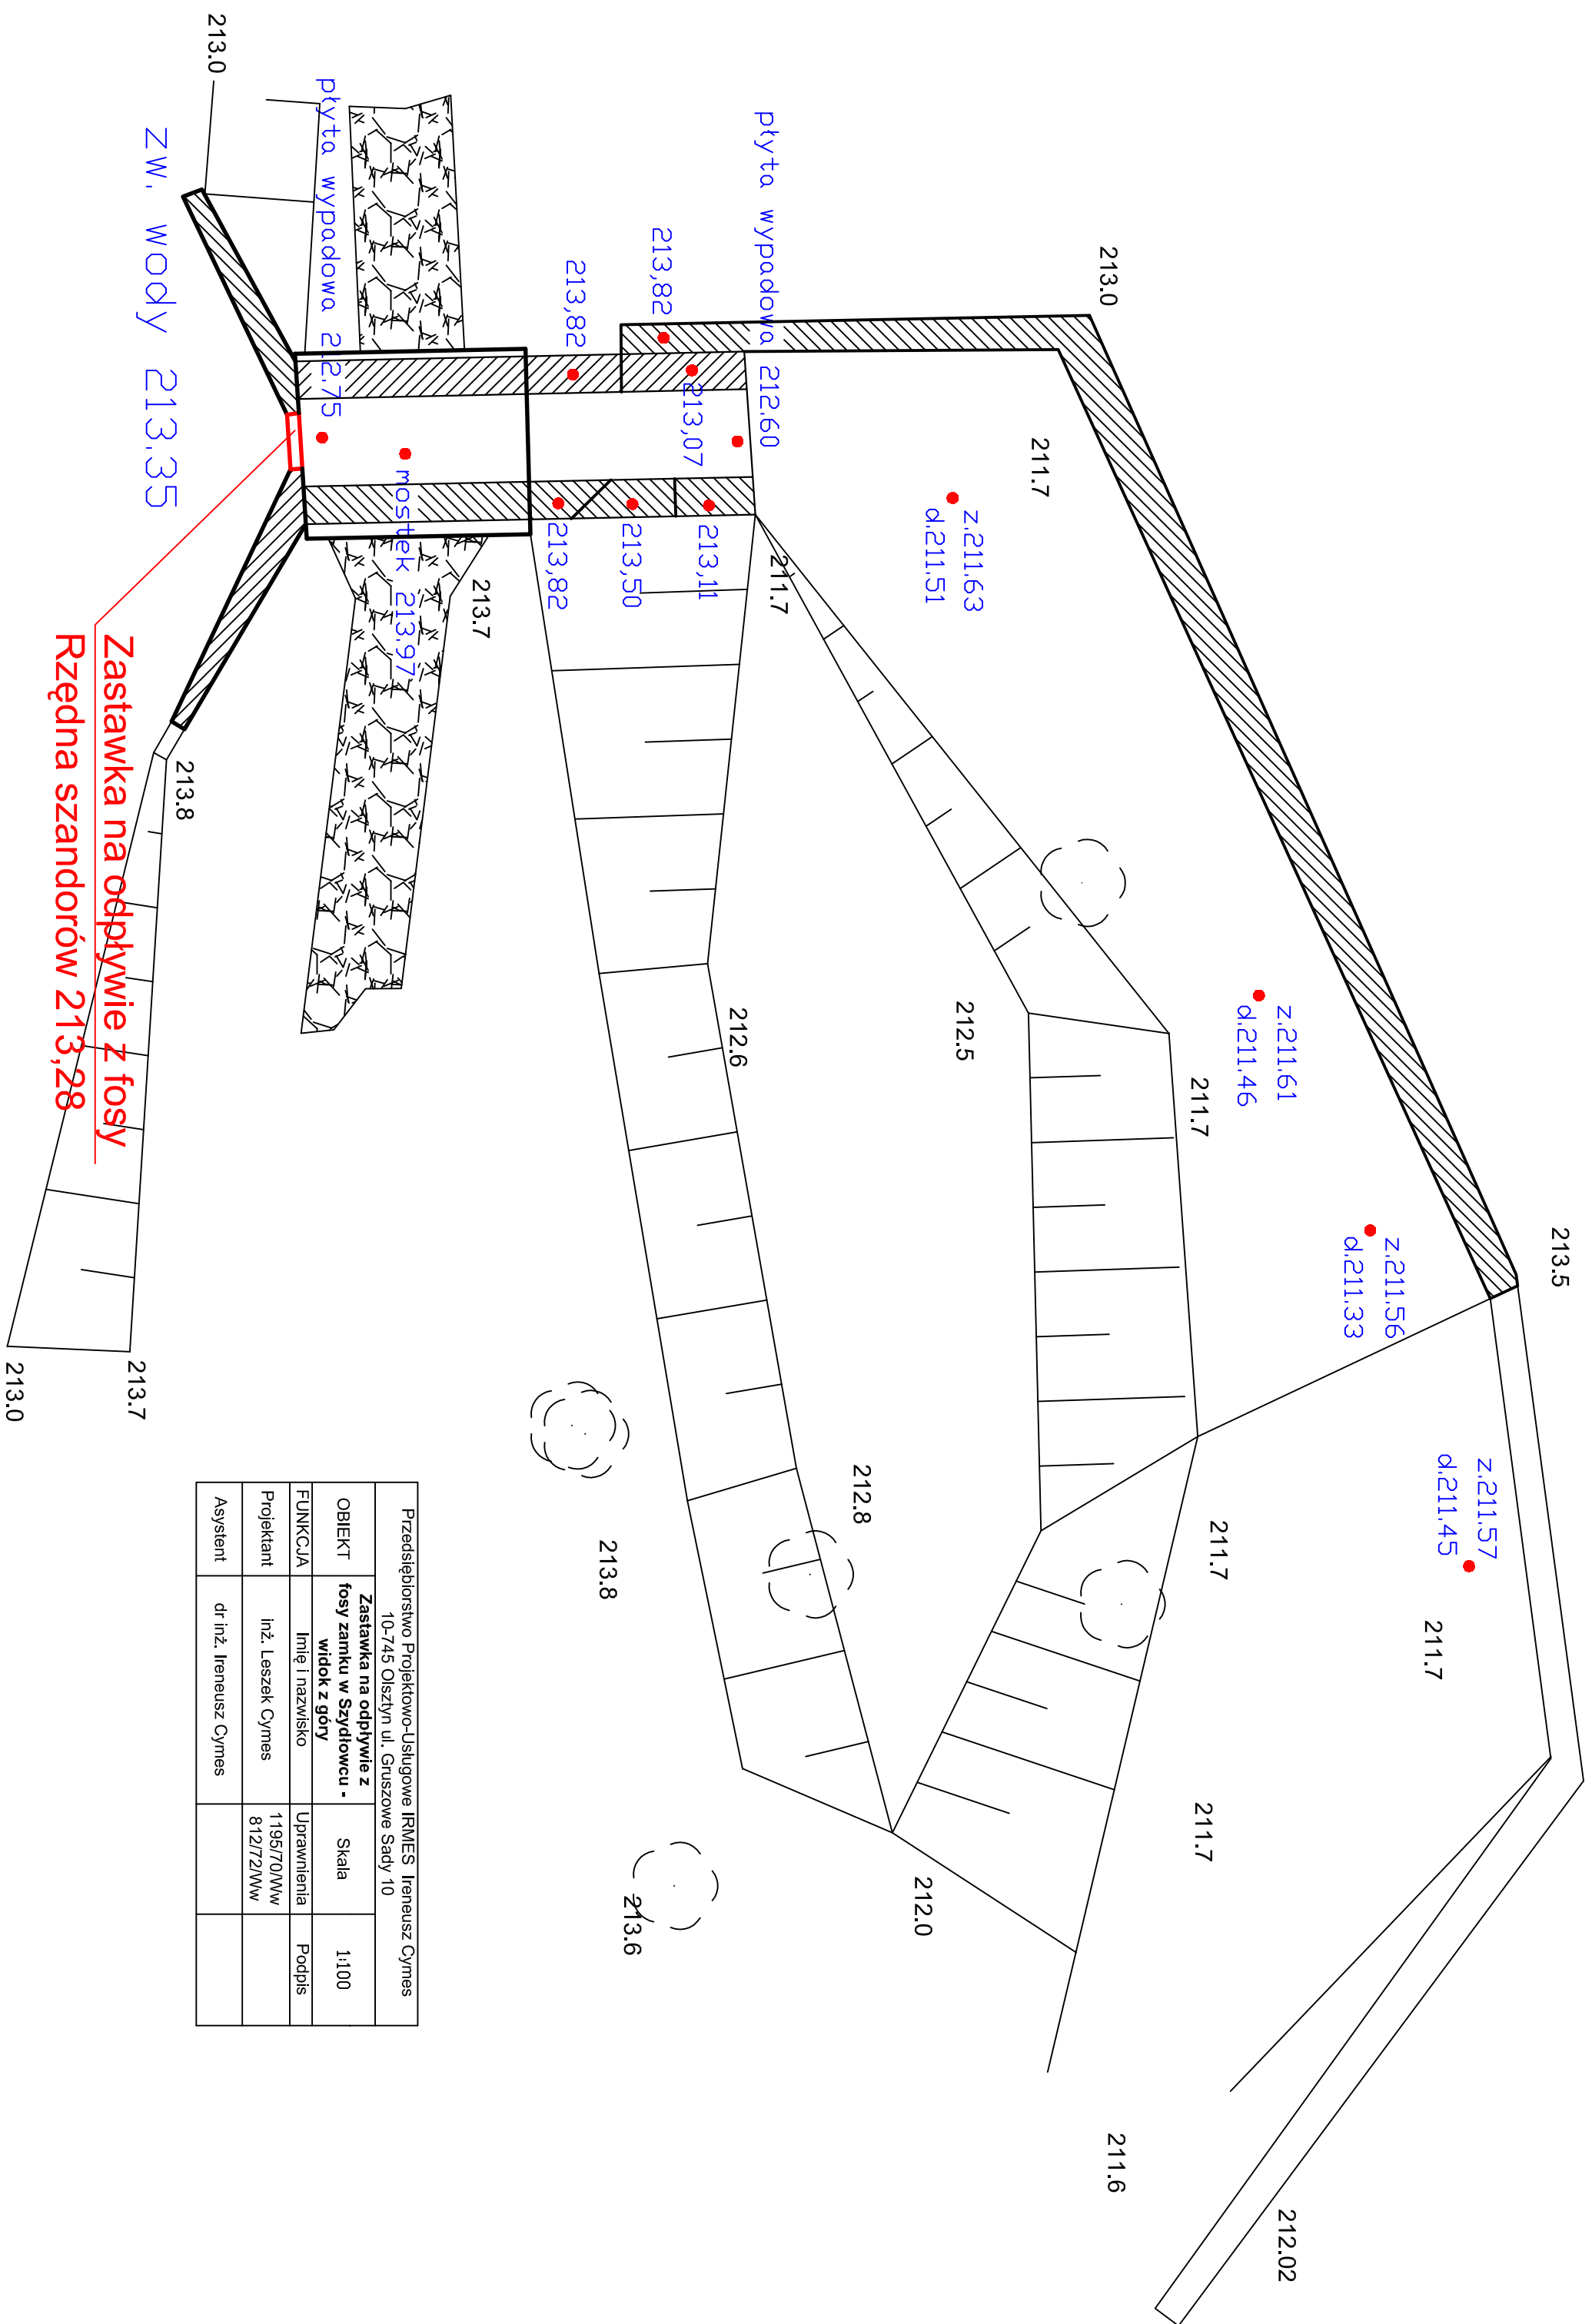 213.5
z.211.57
d.211.45
211.7
212.02
z.211.56
d.211.33
z.211.61
d.211.46
211.7
211.7
211.7
211.6
213.0
211.7
z.211.63
d.211.51
212.5
212.0
212.8
płyta wypadowa 212.60
211.7
212.6
213,82
213,07
213,11
213,50
213,82
213,82
213.8
213.6
213.7
mostek 213.97
płyta wypadowa 212.75
213.0
zw. wody 213.35
213.8
Zastawka na odpływie z fosy
Rzędna szandorów 213,28
213.7
213.0
Przedsiębiorstwo Projektowo-Usługowe IRMES Ireneusz Cymes
10-745 Olsztyn ul. Gruszowe Sady 10
OBIEKT
Zastawka na odpływie z
fosy zamku w Szydłowcu -
widok z góry
Skala
1:100
FUNKCJA
Imię i nazwisko
Uprawnienia
Podpis
Projektant
inż. Leszek Cymes
1195/70/Ww
812/72/Ww
Asystent
dr inż. Ireneusz Cymes